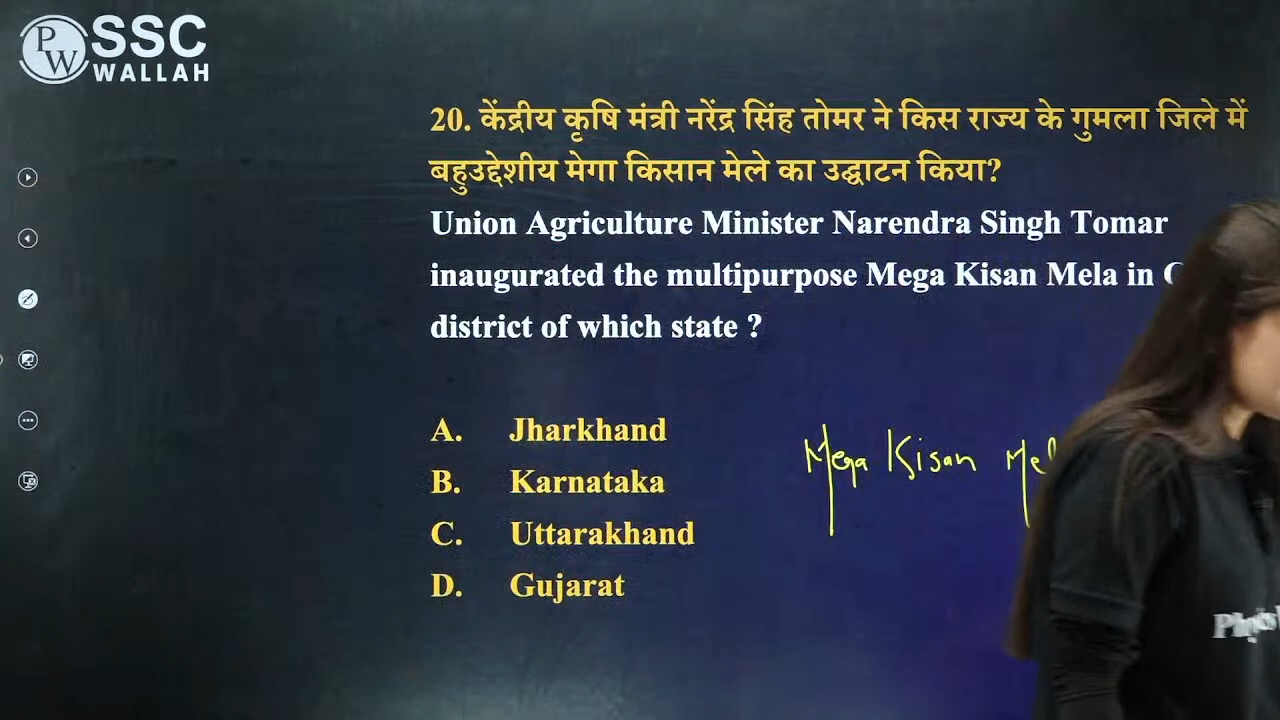 PW SSC
WALLAH
20. केंद्रीय कृषि मंत्री नरेंद्र सिंह तोमर ने किस राज्य के गुमला जिले में
बहुउद्देशीय मेगा किसान मेले का उद्घाटन किया?
Union Agriculture Minister Narendra Singh Tomar
inaugurated the multipurpose Mega Kisan Mela in
district of which state ?
A. Jharkhand
B. Karnataka
C. Uttarakhand
D. Gujarat
Mega Kisan